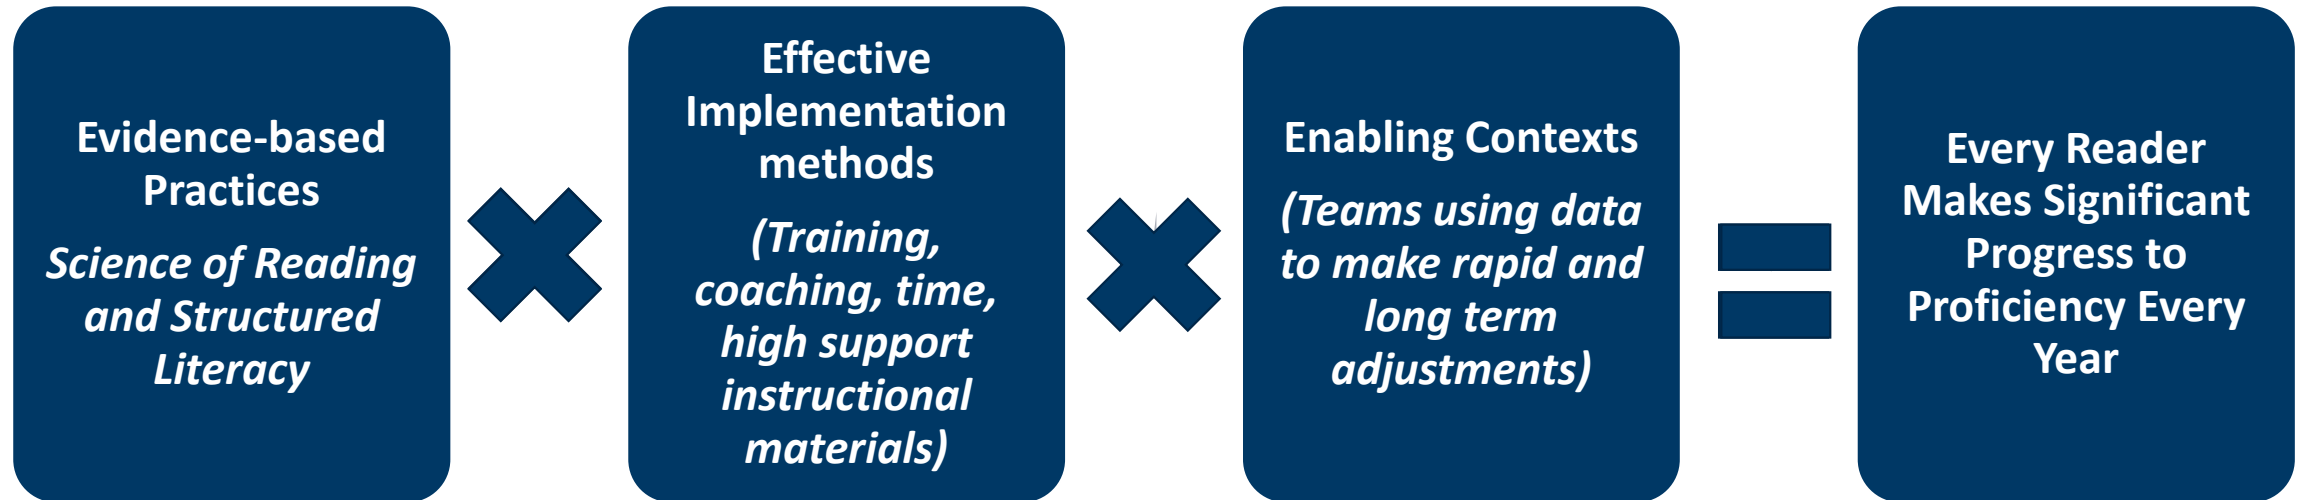 Evidence-based
Practices
Science of Reading
and Structured
Literacy
Effective
Implementation
methods
(Training,
coaching, time,
high support
instructional
materials)
Enabling Contexts
(Teams using data
to make rapid and
long term
adjustments)
Every Reader
Makes Significant
Progress to
Proficiency Every
Year